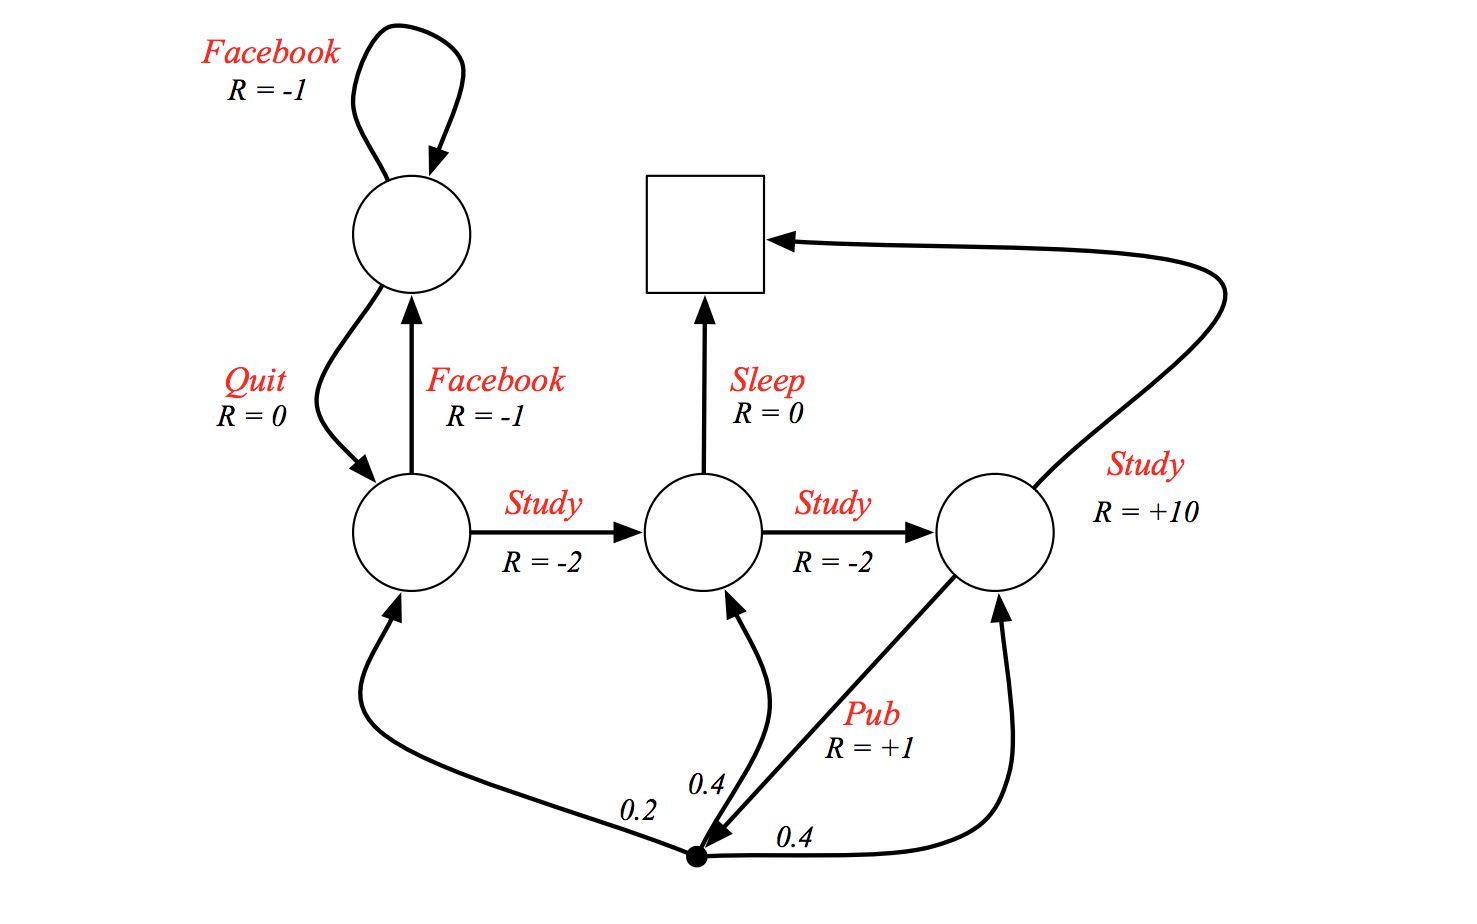 Facebook
R = -1
Quit
R = 0
Facebook
R = -1
Sleep
R = 0
Study
R = -2
Study
R = -2
Study
R = +10
Pub
R = +1
0.2
0.4
0.4